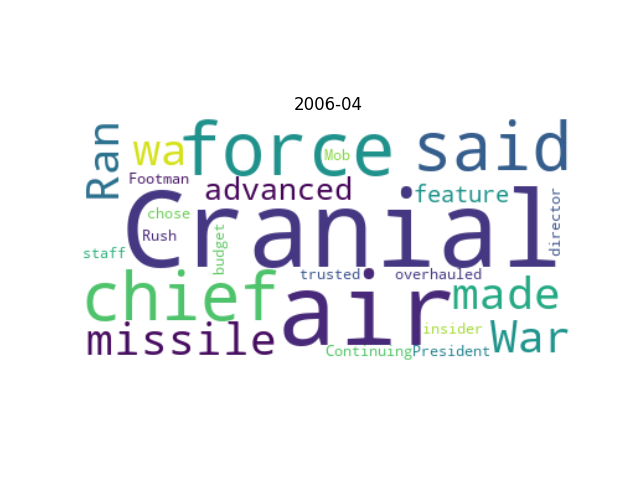 2006-04
Ran
wa
force
said
Mob
Footman
advanced
feature
Cranial
chose
Rush
budget
director
staff
trusted
overhauled
chief
air
made
missile
insider
War
Continuing
President